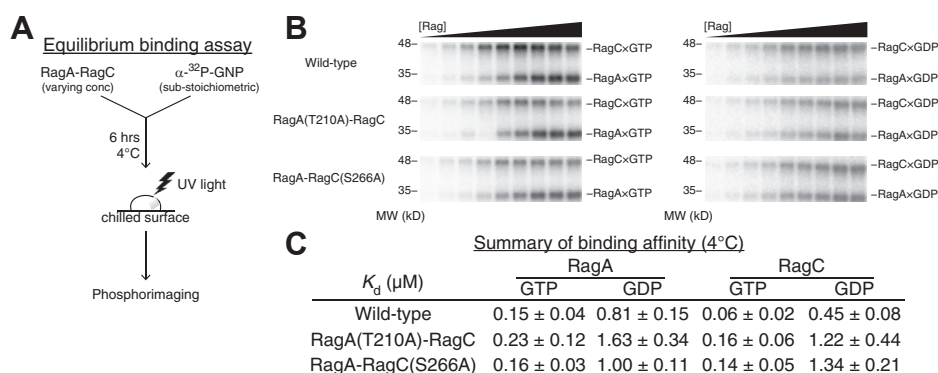 A
Equilibrium binding assay
RagA-RagC
(varying conc)
α-³²P-GNP
(sub-stoichiometric)
6 hrs
4°C
UV light
chilled surface
Phosphorimaging
B
[Rag]
[Rag]
Wild-type
48–
35–
–RagC×GTP
–RagA×GTP
48–
35–
–RagC×GDP
–RagA×GDP
RagA(T210A)-RagC
48–
35–
–RagC×GTP
–RagA×GTP
48–
35–
–RagC×GDP
–RagA×GDP
RagA-RagC(S266A)
48–
35–
–RagC×GTP
–RagA×GTP
48–
35–
–RagC×GDP
–RagA×GDP
MW (kD)
MW (kD)
C
Summary of binding affinity (4°C)
Kd (μM) RagA RagC
GTP GDP GTP GDP
Wild-type 0.15 ± 0.04 0.81 ± 0.15 0.06 ± 0.02 0.45 ± 0.08
RagA(T210A)-RagC 0.23 ± 0.12 1.63 ± 0.34 0.16 ± 0.06 1.22 ± 0.44
RagA-RagC(S266A) 0.16 ± 0.03 1.00 ± 0.11 0.14 ± 0.05 1.34 ± 0.21